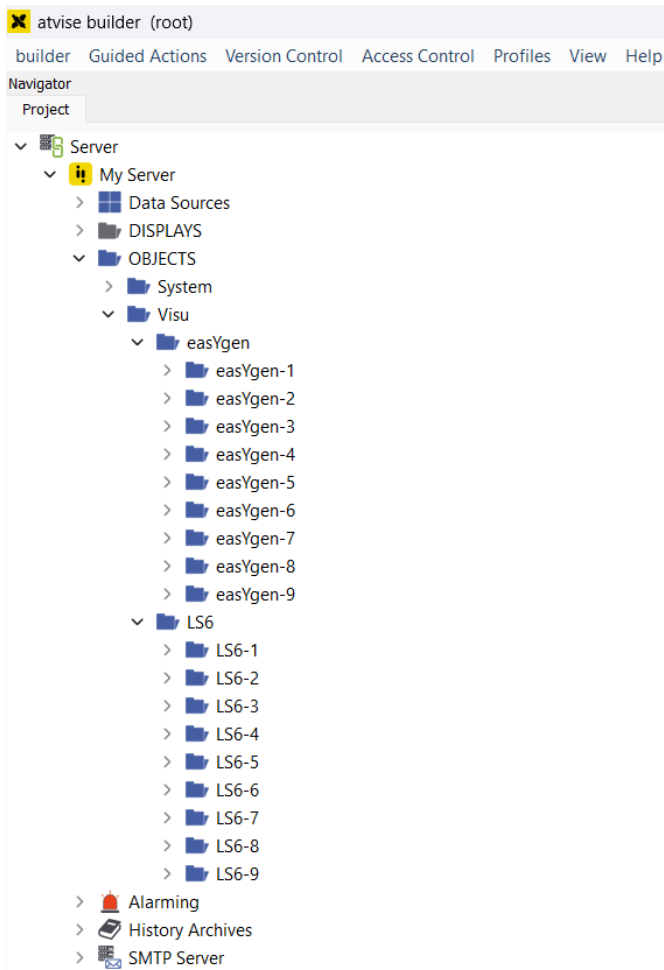 atvise builder (root)
builder Guided Actions Version Control Access Control Profiles View Help
Navigator
Project
Server
My Server
Data Sources
DISPLAYS
OBJECTS
System
Visu
easYgen
easYgen-1
easYgen-2
easYgen-3
easYgen-4
easYgen-5
easYgen-6
easYgen-7
easYgen-8
easYgen-9
LS6
LS6-1
LS6-2
LS6-3
LS6-4
LS6-5
LS6-6
LS6-7
LS6-8
LS6-9
Alarming
History Archives
SMTP Server